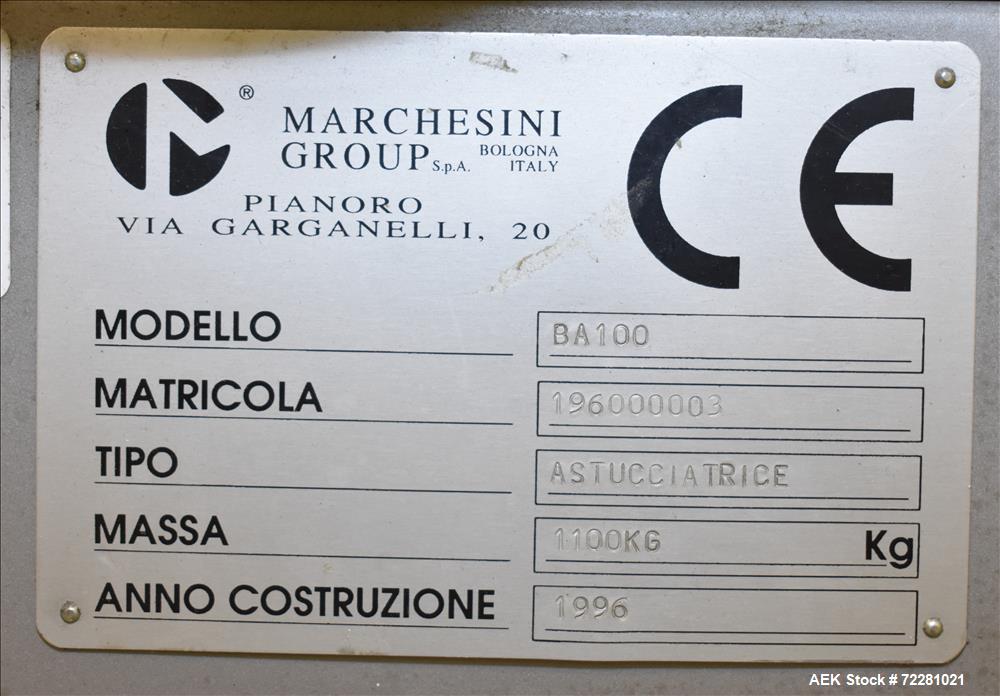 ®
MARCHESINI
GROUP S.p.A. BOLOGNA ITALY
PIANORO
VIA GARGANELLI, 20
CE
MODELLO BA100
MATRICOLA 196000003
TIPO ASTUCCIATRICE
MASSA 1100KG Kg
ANNO COSTRUZIONE 1996
AEK Stock # 72281021